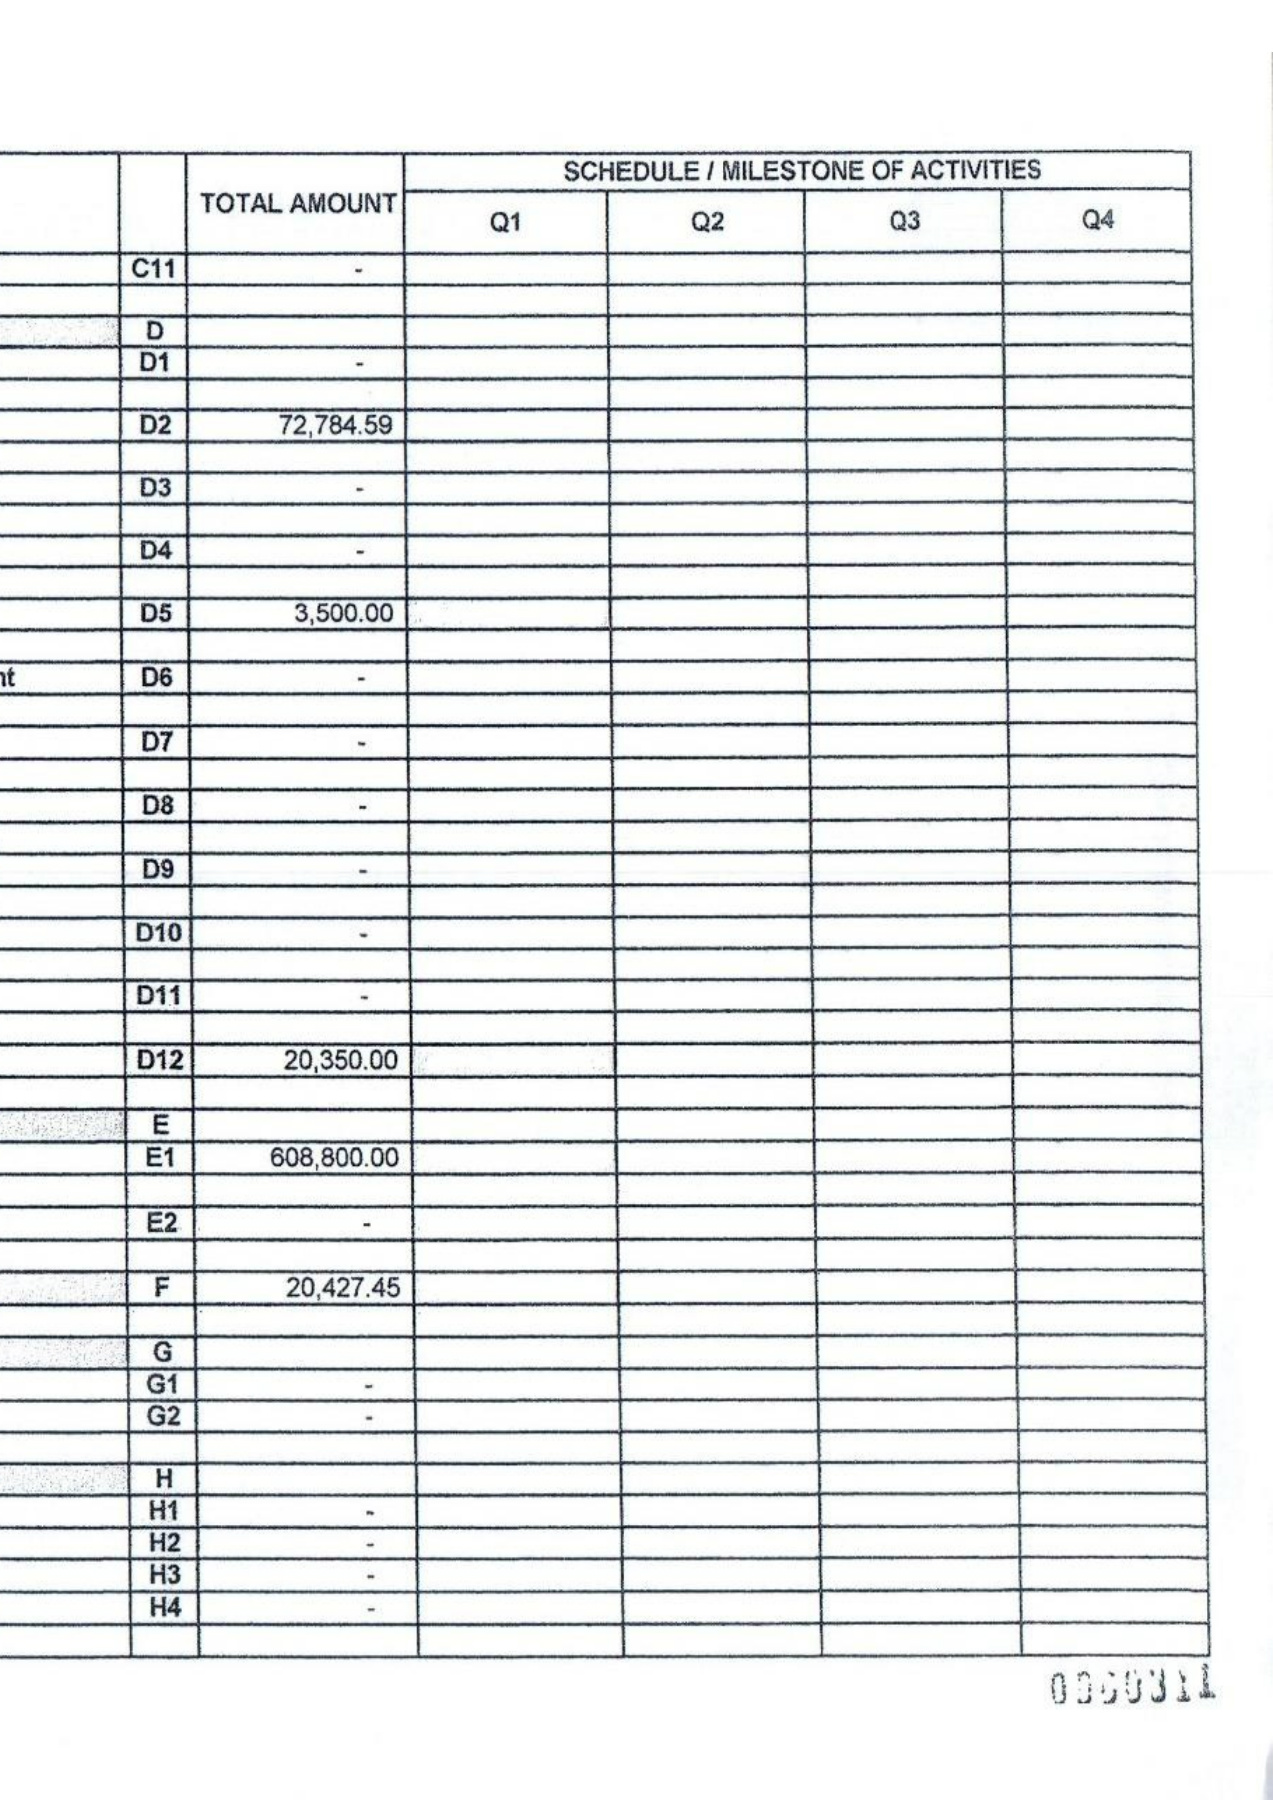 SCHEDULE / MILESTONE OF ACTIVITIES
TOTAL AMOUNT
Q1 Q2 Q3 Q4
C11 -
D
D1 -
D2 72,784.59
D3 -
D4 -
D5 3,500.00
nt D6 -
D7 -
D8 -
D9 -
D10 -
D11 -
D12 20,350.00
E
E1 608,800.00
E2 -
F 20,427.45
G
G1 -
G2 -
H
H1 -
H2 -
H3 -
H4 -